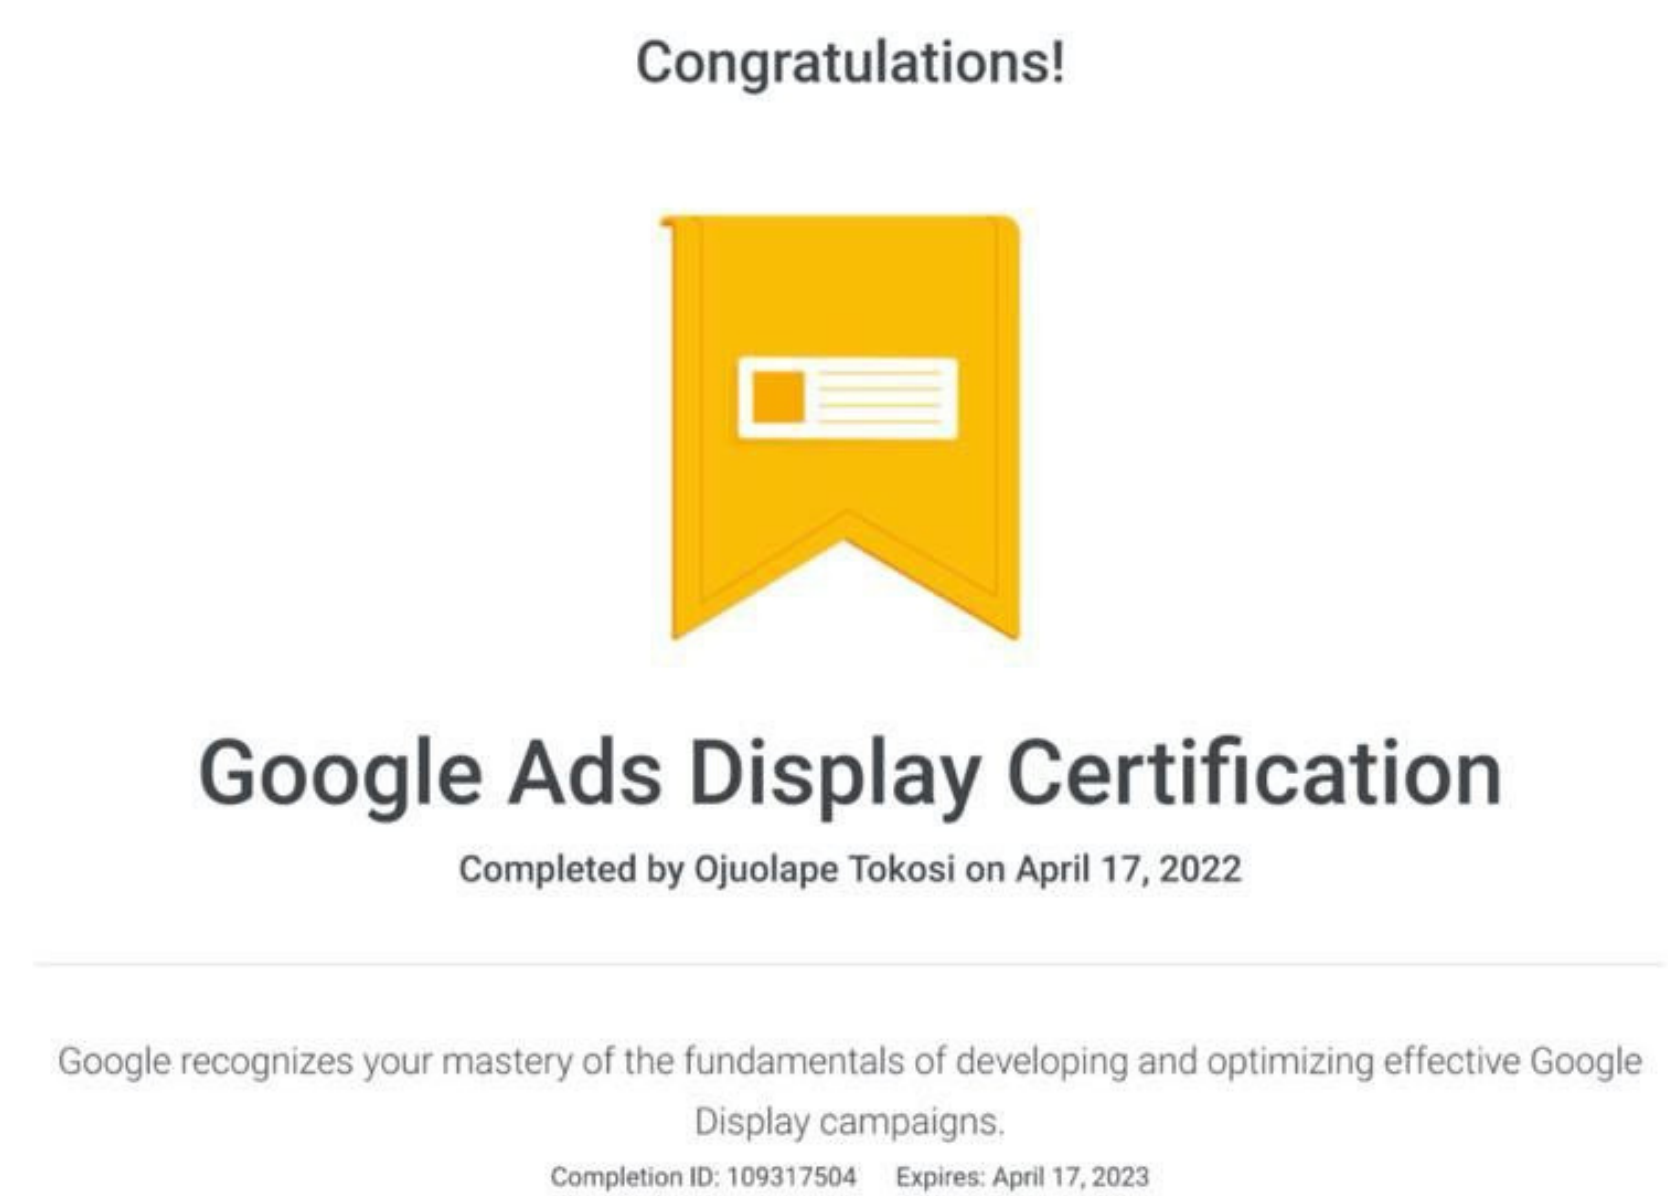 Congratulations!
Google Ads Display Certification
Completed by Ojuolape Tokosi on April 17, 2022
Google recognizes your mastery of the fundamentals of developing and optimizing effective Google
Display campaigns.
Completion ID: 109317504 Expires: April 17, 2023